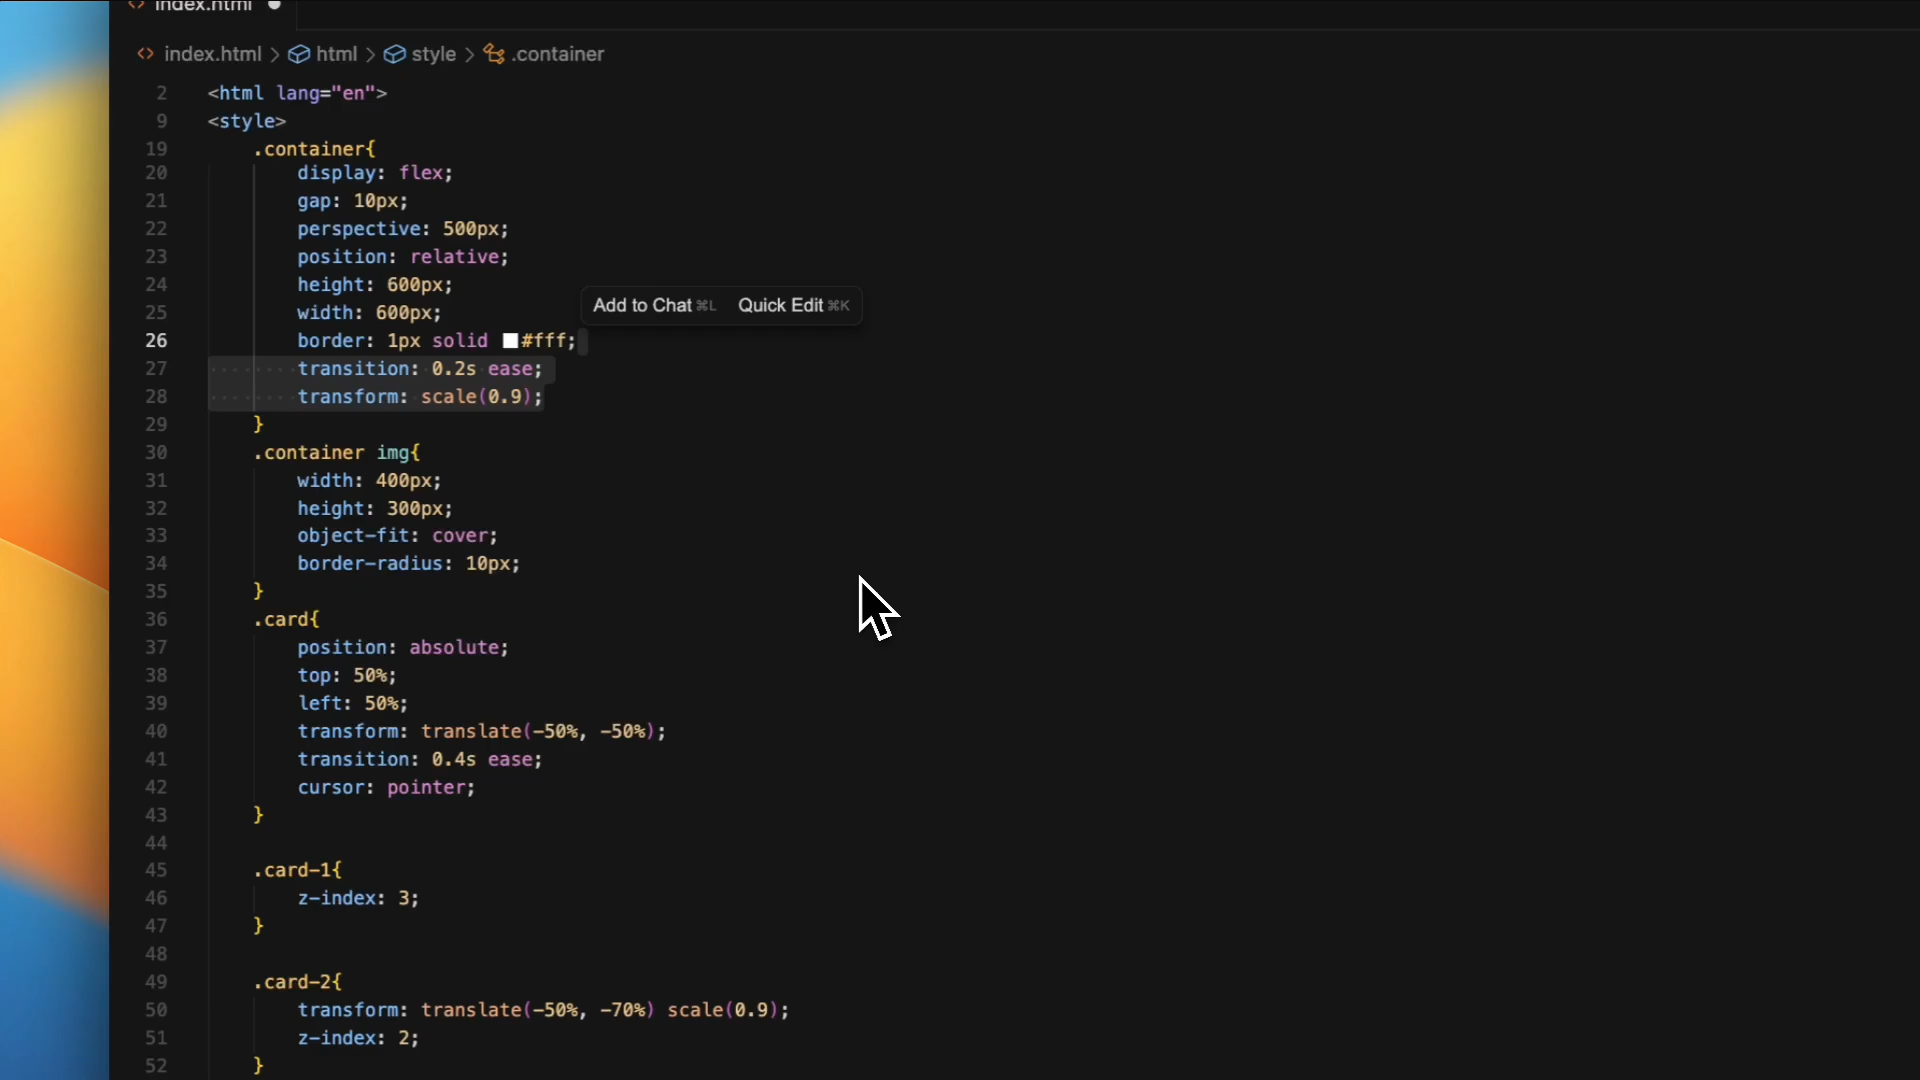 index.html
index.html > html > style > .container
2 <html lang="en">
9 <style>
19 .container{
20 display: flex;
21 gap: 10px;
22 perspective: 500px;
23 position: relative;
24 height: 600px;
Add to Chat ⌘L Quick Edit ⌘K
25 width: 600px;
26 border: 1px solid #fff;
27 transition: 0.2s ease;
28 transform: scale(0.9);
29 }
30 .container img{
31 width: 400px;
32 height: 300px;
33 object-fit: cover;
34 border-radius: 10px;
35 }
36 .card{
37 position: absolute;
38 top: 50%;
39 left: 50%;
40 transform: translate(-50%, -50%);
41 transition: 0.4s ease;
42 cursor: pointer;
43 }
44
45 .card-1{
46 z-index: 3;
47 }
48
49 .card-2{
50 transform: translate(-50%, -70%) scale(0.9);
51 z-index: 2;
52 }